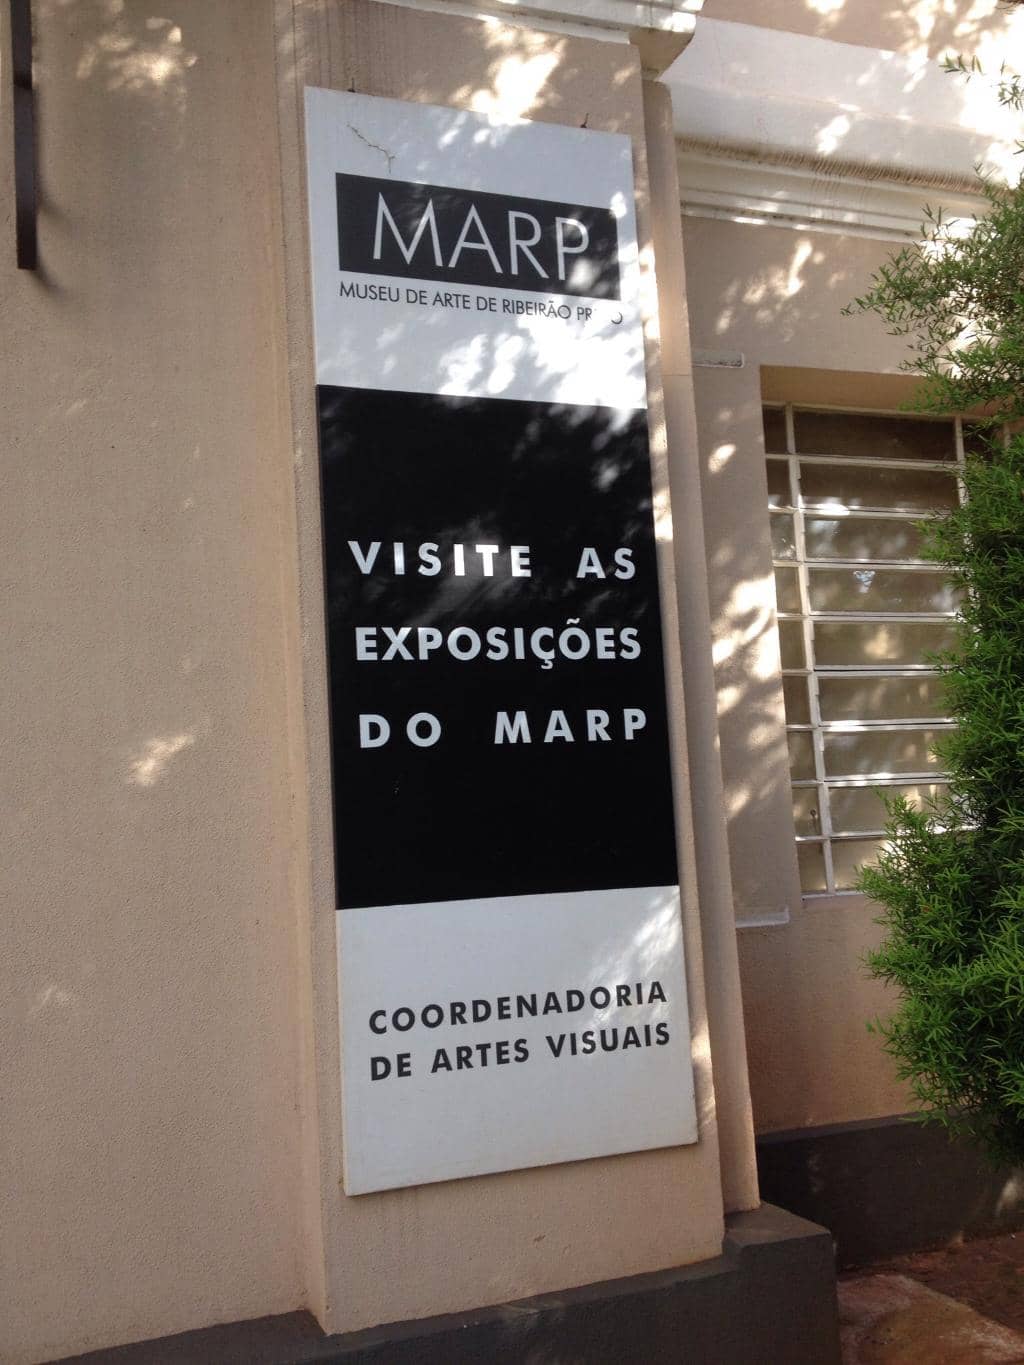 MARP
MUSEU DE ARTE DE RIBEIRÃO
VISITE AS
EXPOSIÇÕES
DO MARP
COORDENADORIA
DE ARTES VISUAIS